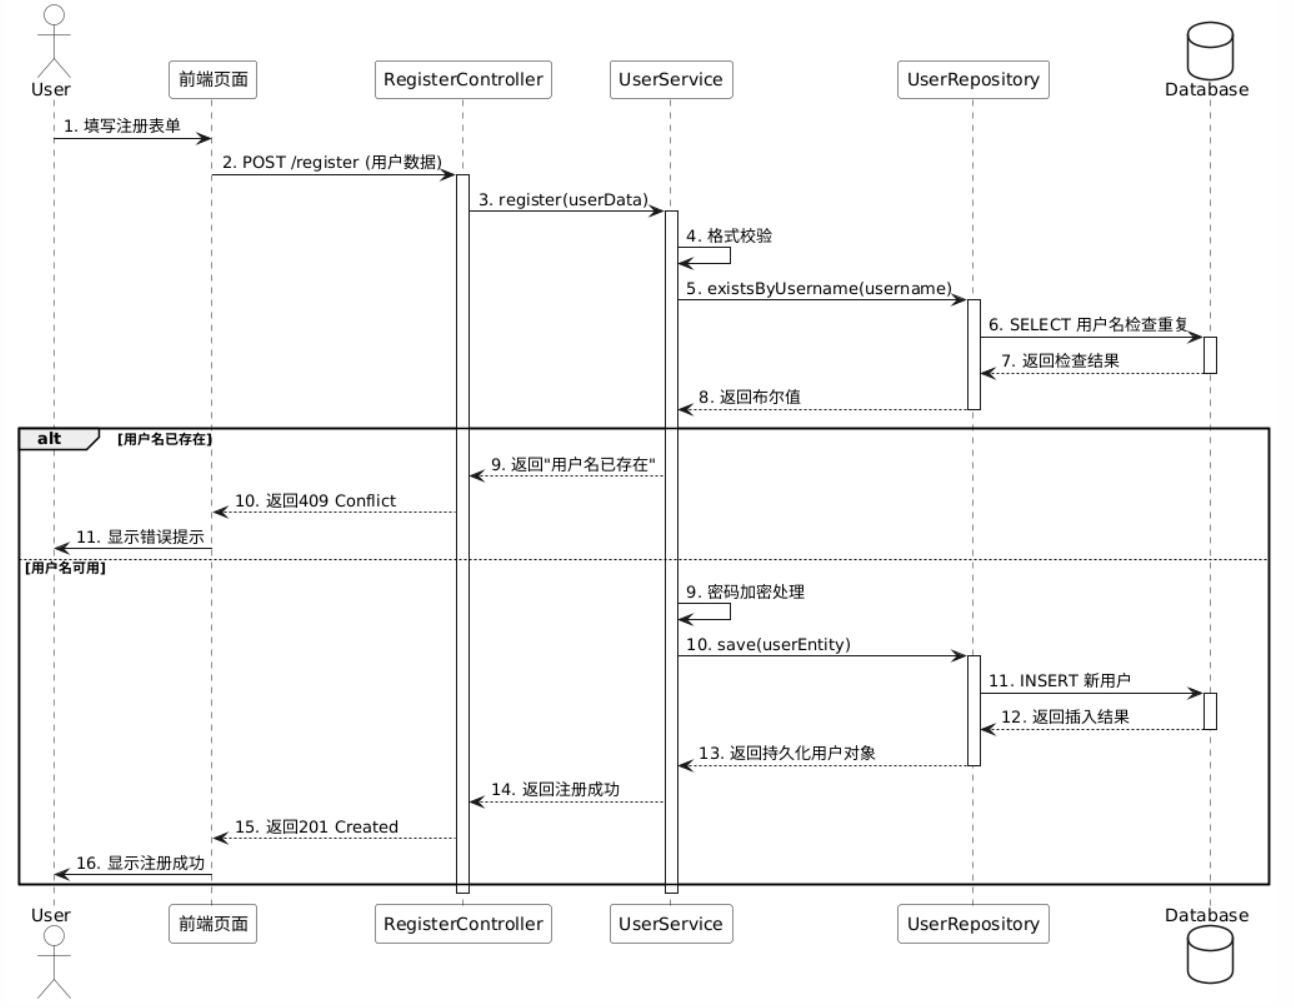 User
前端页面
RegisterController
UserService
UserRepository
Database
1. 填写注册表单
2. POST /register (用户数据)
3. register(userData)
4. 格式校验
5. existsByUsername(username)
6. SELECT 用户名检查重复
7. 返回检查结果
8. 返回布尔值
alt
[用户名已存在]
9. 返回"用户名已存在"
10. 返回409 Conflict
11. 显示错误提示
[用户名可用]
9. 密码加密处理
10. save(userEntity)
11. INSERT 新用户
12. 返回插入结果
13. 返回持久化用户对象
14. 返回注册成功
15. 返回201 Created
16. 显示注册成功
User
前端页面
RegisterController
UserService
UserRepository
Database